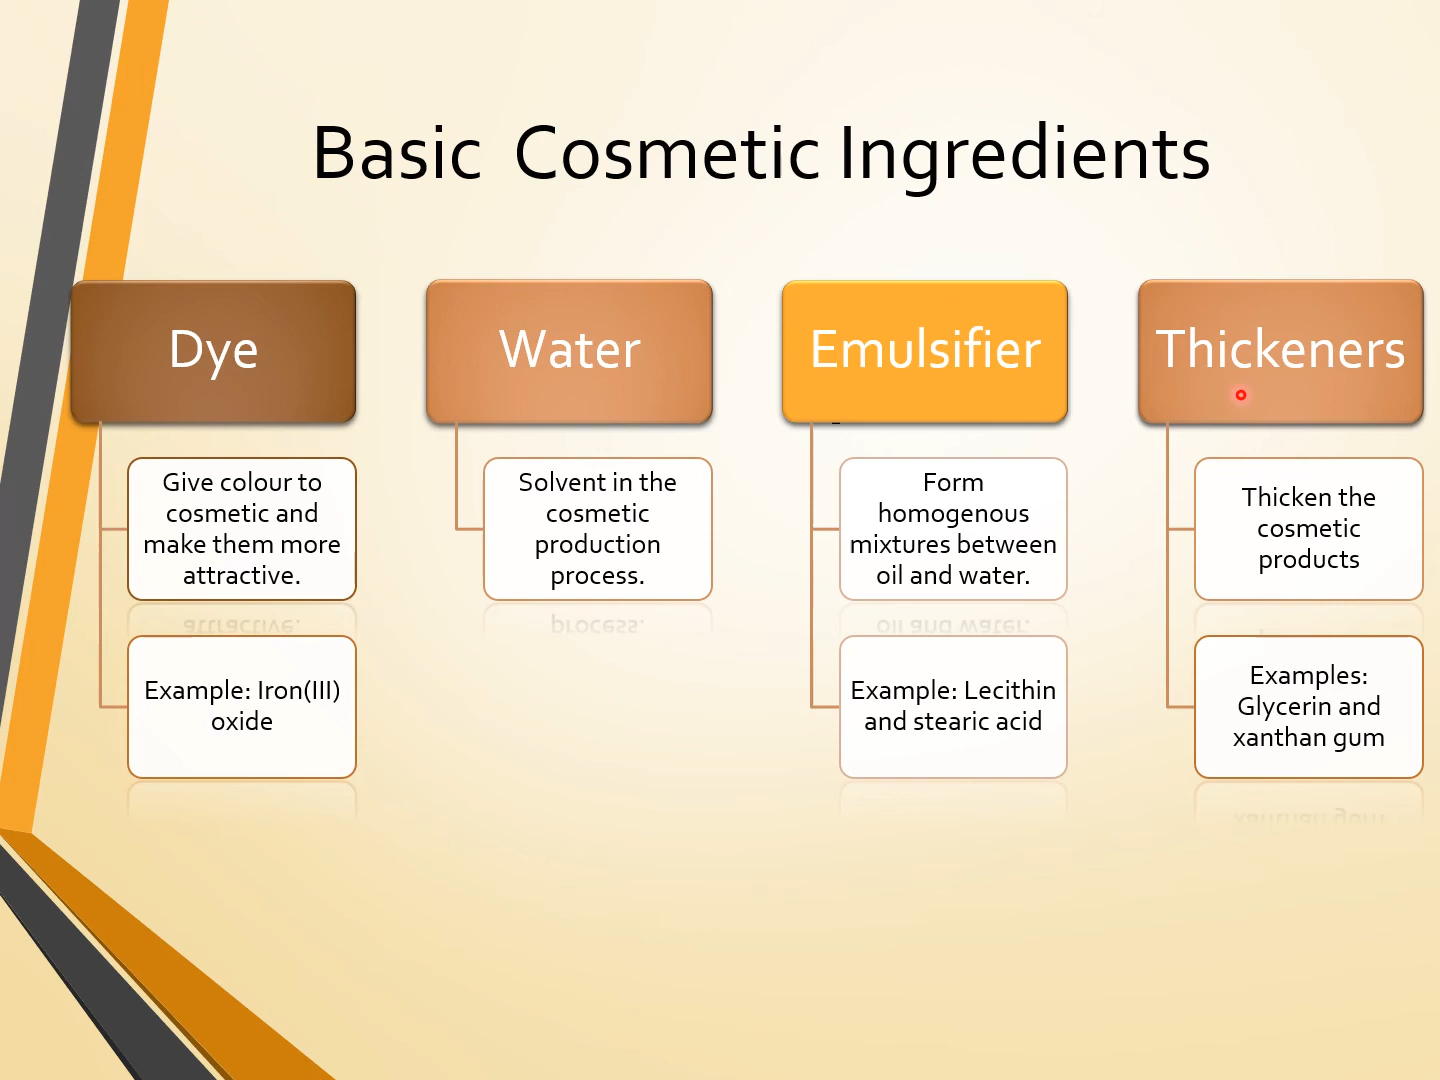 Basic  Cosmetic Ingredients
Dye
Give colour to
cosmetic and
make them more
attractive.
Example: Iron(III)
oxide
Water
Solvent in the
cosmetic
production
process.
Emulsifier
Form
homogenous
mixtures between
oil and water.
Example: Lecithin
and stearic acid
Thickeners
Thicken the
cosmetic
products
Examples:
Glycerin and
xanthan gum